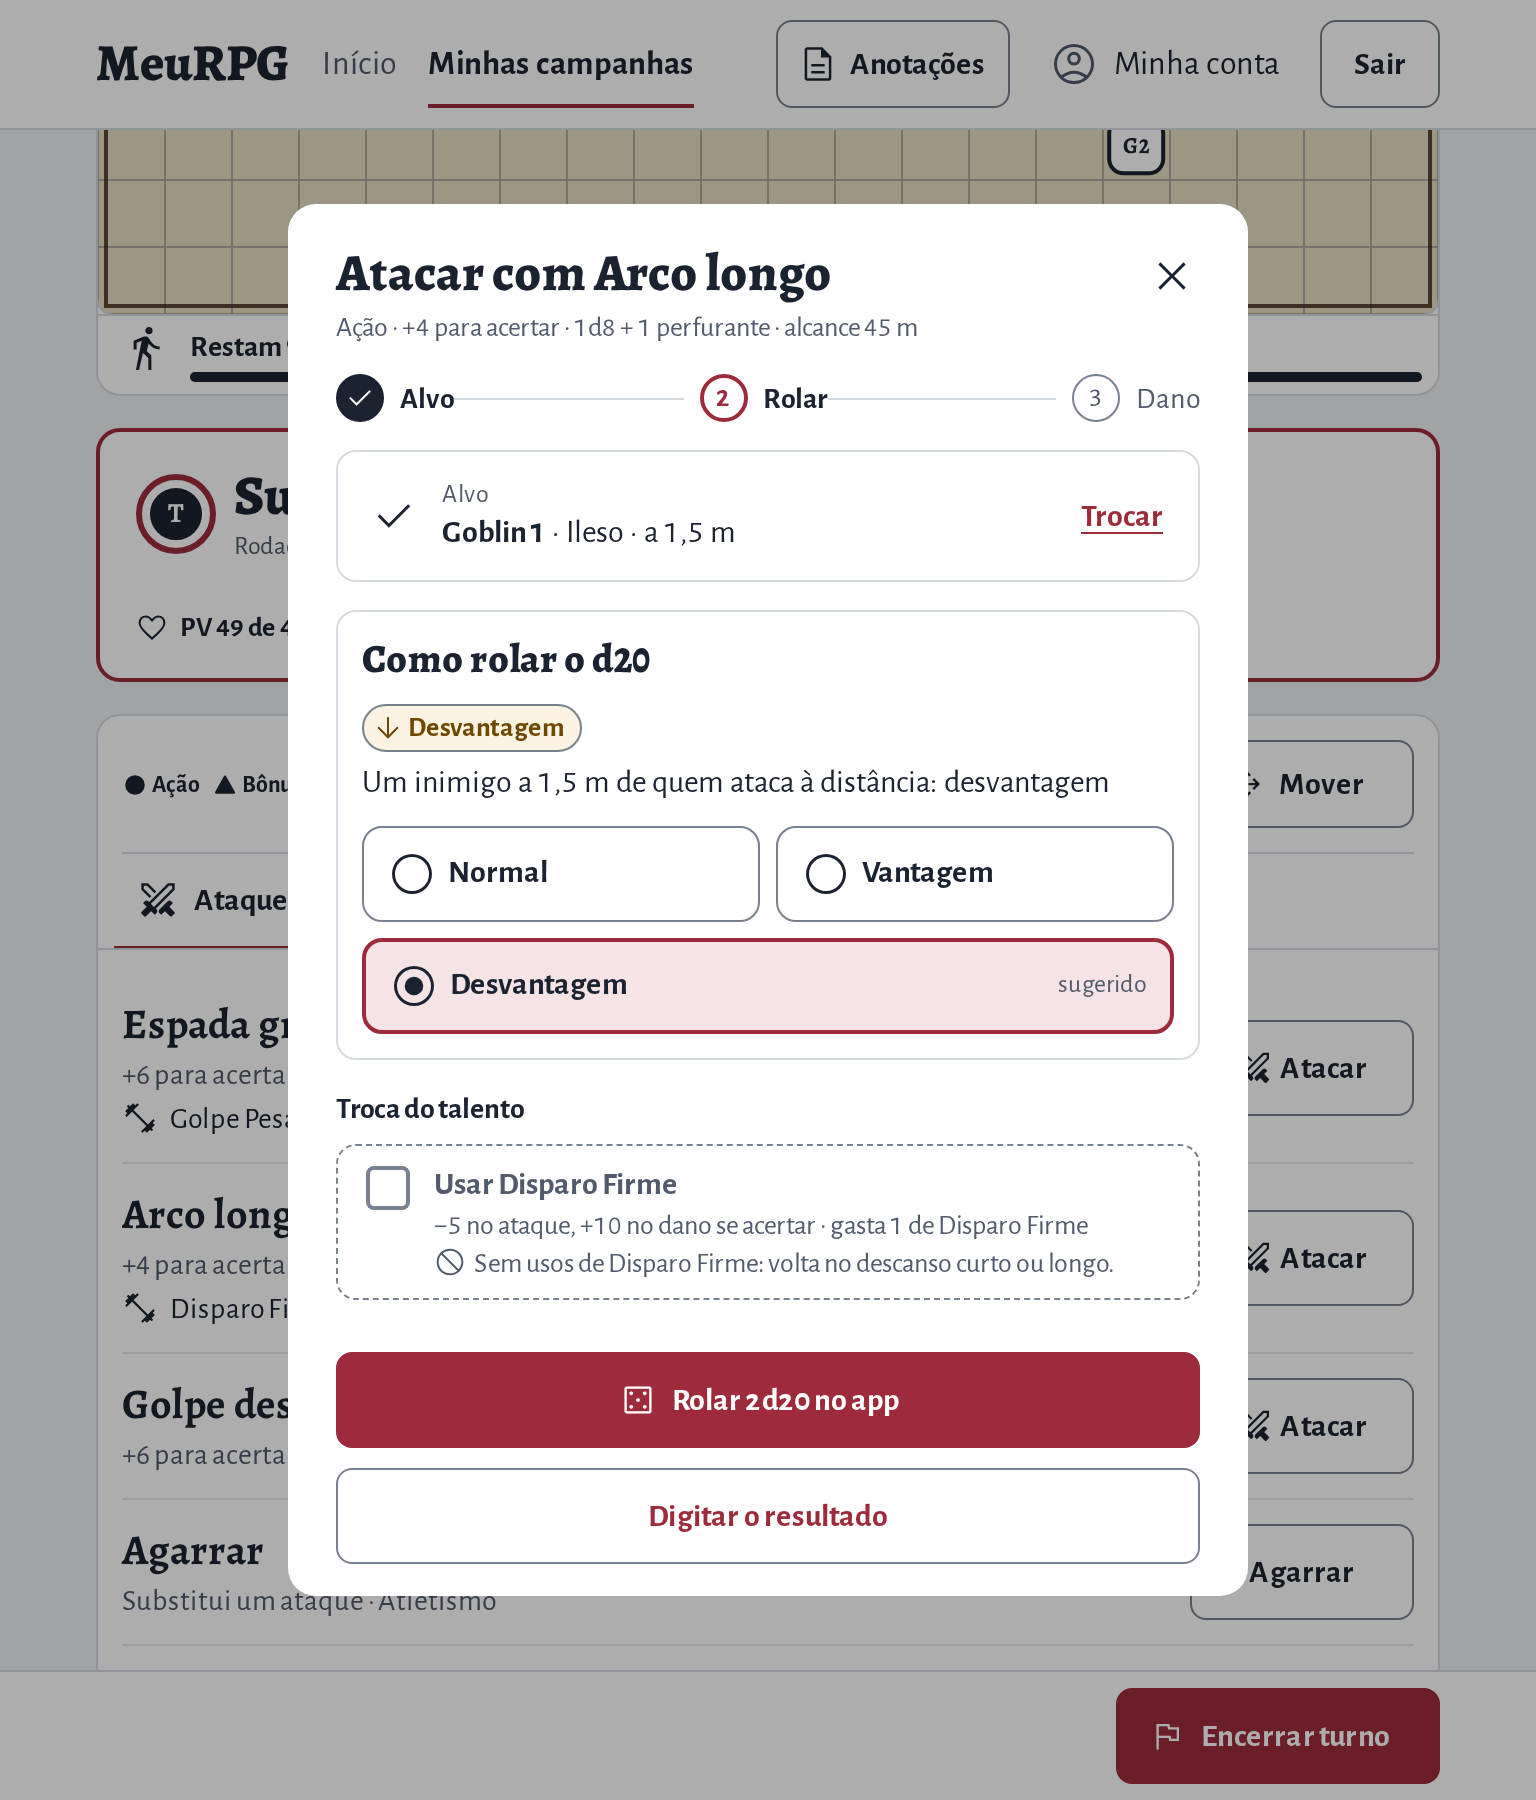 MeuRPG
Início
Minhas campanhas
Anotações
Minha conta
Sair
G2
Restam
Atacar com Arco longo
Ação · +4 para acertar · 1d8 + 1 perfurante · alcance 45 m
Alvo
2 Rolar
3 Dano
T
PV 49 de
Alvo
Goblin 1 · Ileso · a 1,5 m
Trocar
Como rolar o d20
Desvantagem
Um inimigo a 1,5 m de quem ataca à distância: desvantagem
Normal
Vantagem
Desvantagem
sugerido
Ação
Mover
Ataque
Troca do talento
Usar Disparo Firme
−5 no ataque, +10 no dano se acertar · gasta 1 de Disparo Firme
Sem usos de Disparo Firme: volta no descanso curto ou longo.
Espada
+6 para
Golpe
Atacar
Arco
+4 para
Disparo
Atacar
Golpe
+6 para
Atacar
Rolar 2d20 no app
Digitar o resultado
Agarrar
Substitui um ataque · Atletismo
Agarrar
Encerrar turno